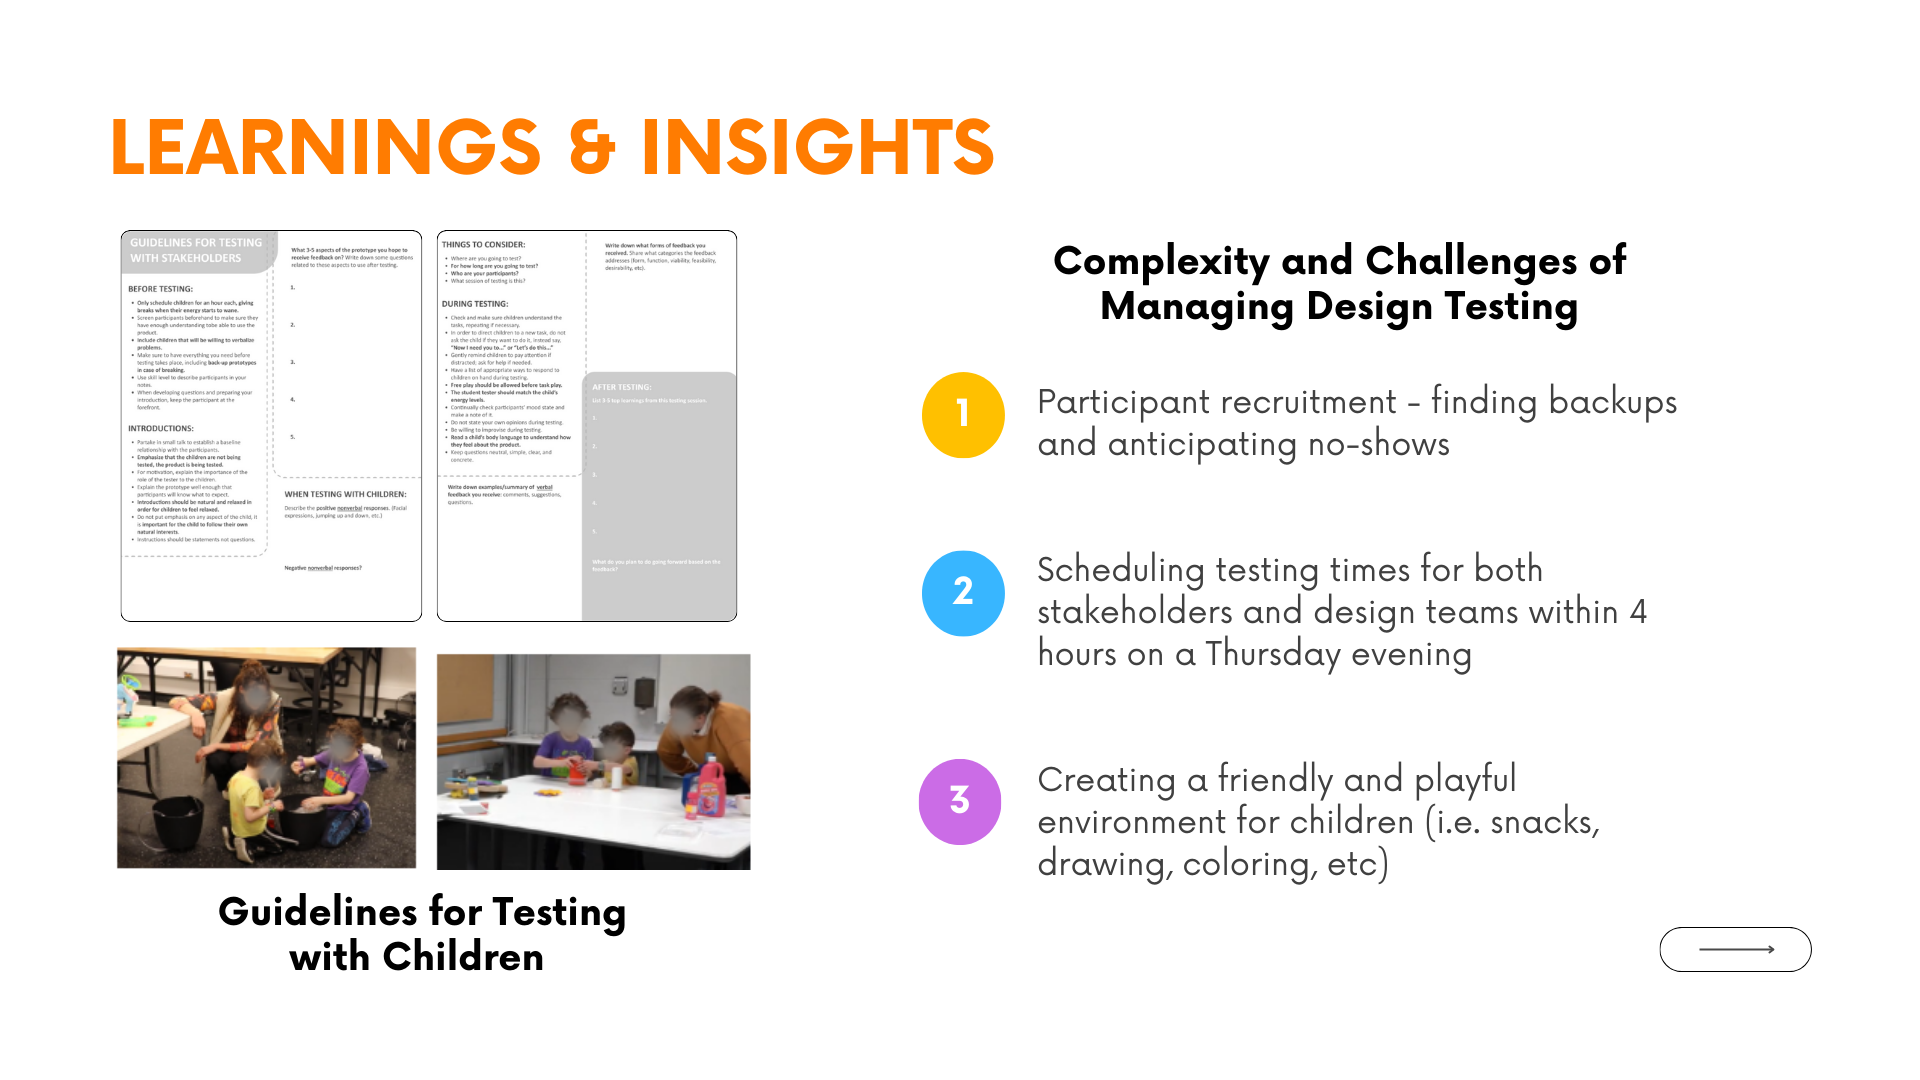 LEARNINGS & INSIGHTS
GUIDELINES FOR TESTING
WITH STAKEHOLDERS
BEFORE TESTING:
• Only schedule children for an hour each, giving
breaks when their energy starts to wane.
• Screen participants beforehand to make sure they
have enough understanding tobe able to use the
product.
• Include children that will be willing to verbalize
problems.
• Make sure to have everything you need before
testing takes place, including back-up prototypes
in case of breaking.
• Use skill level to describe participants in your
notes.
• When developing questions and preparing your
introduction, keep the participant at the
forefront.
INTRODUCTIONS:
• Partake in small talk to establish a baseline
relationship with the participants.
• Emphasise that the children are not being
tested, the product is being tested.
• For motivation, explain the importance of the
role of the tester to the children.
• Explain the prototype well enough that
participants will know what to expect.
• Introductions should be natural and relaxed in
order for children to feel relaxed.
• Do not put emphasis on any aspect of the child, it
is important for the child to follow their own
natural interests.
• Instructions should be statements not questions.
What 3-5 aspects of the prototype you hope to
receive feedback on? Write down some questions
related to these aspects to use after testing.
1.
2.
3.
4.
5.
WHEN TESTING WITH CHILDREN:
Describe the positive nonverbal responses. (Facial
expressions, jumping up and down, etc.)
Negative nonverbal responses?
THINGS TO CONSIDER:
• Where are you going to test?
• For how long are you going to test?
• Who are your participants?
• What session of testing is this?
DURING TESTING:
• Check and make sure children understand the
tasks, repeating if necessary.
• In order to direct children to a new task, do not
ask the child if they want to do it, instead say,
"Now I need you to..." or "Let's do this..."
• Gently remind children to pay attention if
distracted; ask for help if needed.
• Have a list of appropriate ways to respond to
children on hand during testing.
• Free play should be allowed before task play.
• The student tester should match the child's
energy levels.
• Continually check participants' mood state and
make a note of it.
• Do not state your own opinions during testing.
• Be willing to improvise during testing.
• Read a child's body language to understand how
they feel about the product.
• Keep questions neutral, simple, clear, and
concrete.
Write down examples/summary of verbal
feedback you receive: comments, suggestions,
questions.
Write down what forms of feedback you
received. Share what categories the feedback
addresses (form, function, viability, feasibility,
desirability, etc).
AFTER TESTING:
List 3-5 top learnings from this testing session.
1.
2.
3.
4.
5.
What do you plan to do going forward based on the
feedback?
Guidelines for Testing
with Children
Complexity and Challenges of
Managing Design Testing
1
Participant recruitment - finding backups
and anticipating no-shows
2
Scheduling testing times for both
stakeholders and design teams within 4
hours on a Thursday evening
3
Creating a friendly and playful
environment for children (i.e. snacks,
drawing, coloring, etc)